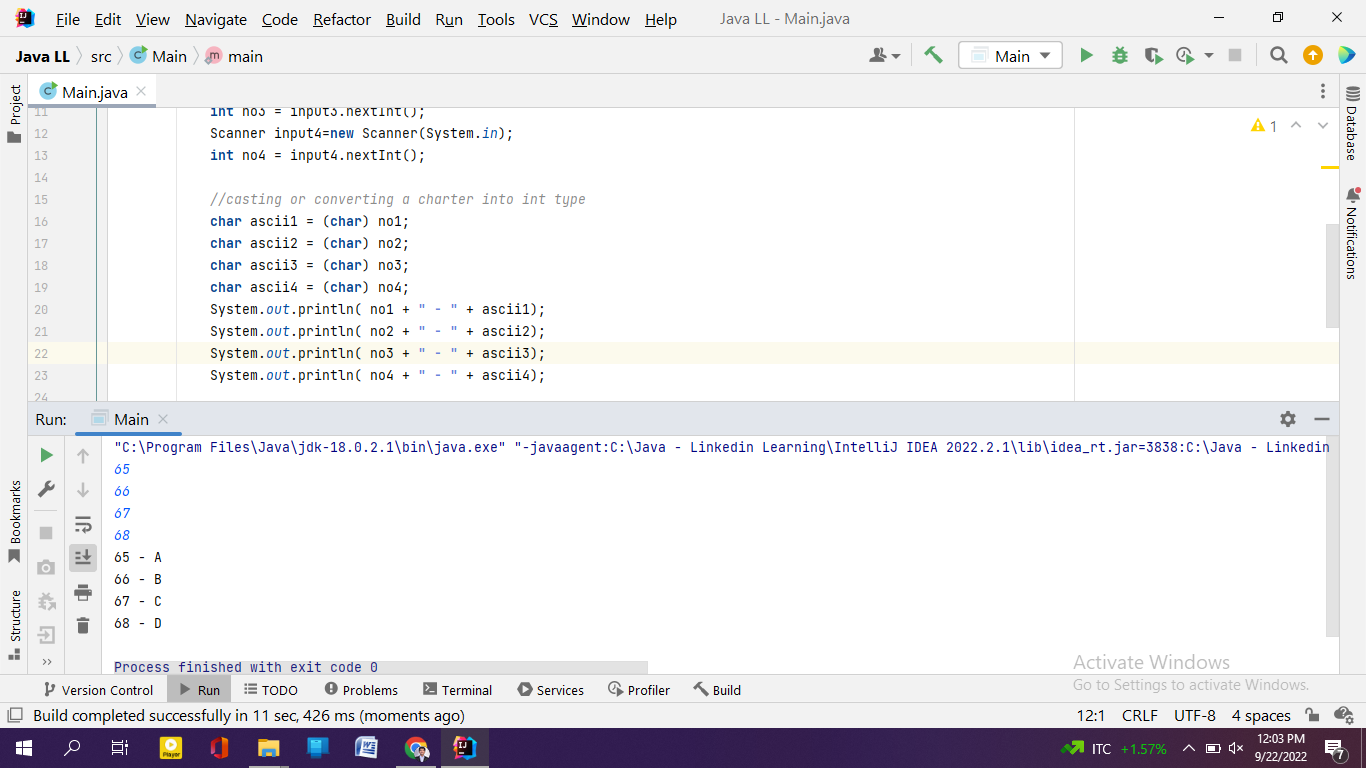 File Edit View Navigate Code Refactor Build Run Tools VCS Window Help Java LL - Main.java
Java LL src Main main Main
Project
Main.java
11 int no3 = input3.nextInt();
12 Scanner input4=new Scanner(System.in);
13 int no4 = input4.nextInt();
14
15 //casting or converting a charter into int type
16 char ascii1 = (char) no1;
17 char ascii2 = (char) no2;
18 char ascii3 = (char) no3;
19 char ascii4 = (char) no4;
20 System.out.println( no1 + " - " + ascii1);
21 System.out.println( no2 + " - " + ascii2);
22 System.out.println( no3 + " - " + ascii3);
23 System.out.println( no4 + " - " + ascii4);
24
1
Database
Notifications
Run: Main
"C:\Program Files\Java\jdk-18.0.2.1\bin\java.exe" "-javaagent:C:\Java - Linkedin Learning\IntelliJ IDEA 2022.2.1\lib\idea_rt.jar=3838:C:\Java - Linkedin
65
66
67
68
65 - A
66 - B
67 - C
68 - D
Process finished with exit code 0
Bookmarks
Structure
Activate Windows
Go to Settings to activate Windows.
Version Control Run TODO Problems Terminal Services Profiler Build
Build completed successfully in 11 sec, 426 ms (moments ago) 12:1 CRLF UTF-8 4 spaces
ITC +1.57% 12:03 PM
9/22/2022
7
Player